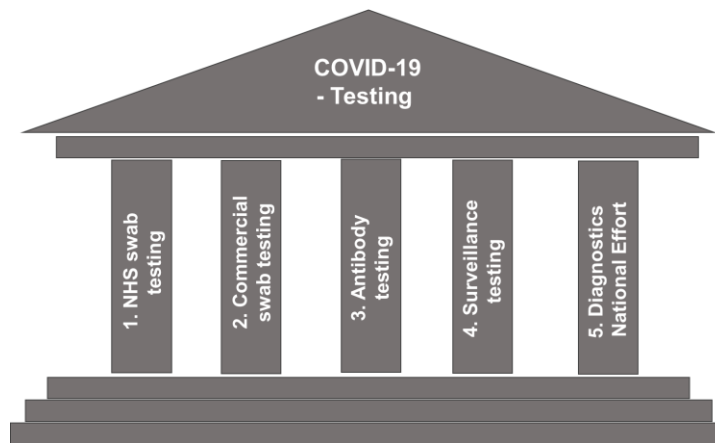 COVID-19
- Testing
1. NHS swab
testing
2. Commercial
swab testing
3. Antibody
testing
4. Surveillance
testing
5. Diagnostics
National Effort